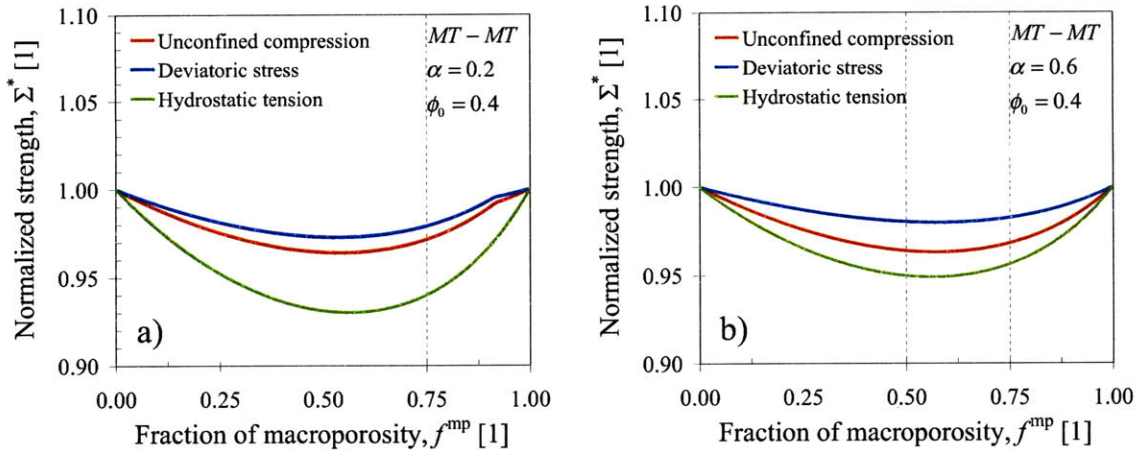 1.10
1.05
1.00
0.95
0.90
Normalized strength, Σ* [1]
Unconfined compression
Deviatoric stress
Hydrostatic tension
MT − MT
α = 0.2
ϕ₀ = 0.4
a)
0.00 0.25 0.50 0.75 1.00
Fraction of macroporosity, fᵐᵖ [1]
1.10
1.05
1.00
0.95
0.90
Normalized strength, Σ* [1]
Unconfined compression
Deviatoric stress
Hydrostatic tension
MT − MT
α = 0.6
ϕ₀ = 0.4
b)
0.00 0.25 0.50 0.75 1.00
Fraction of macroporosity, fᵐᵖ [1]